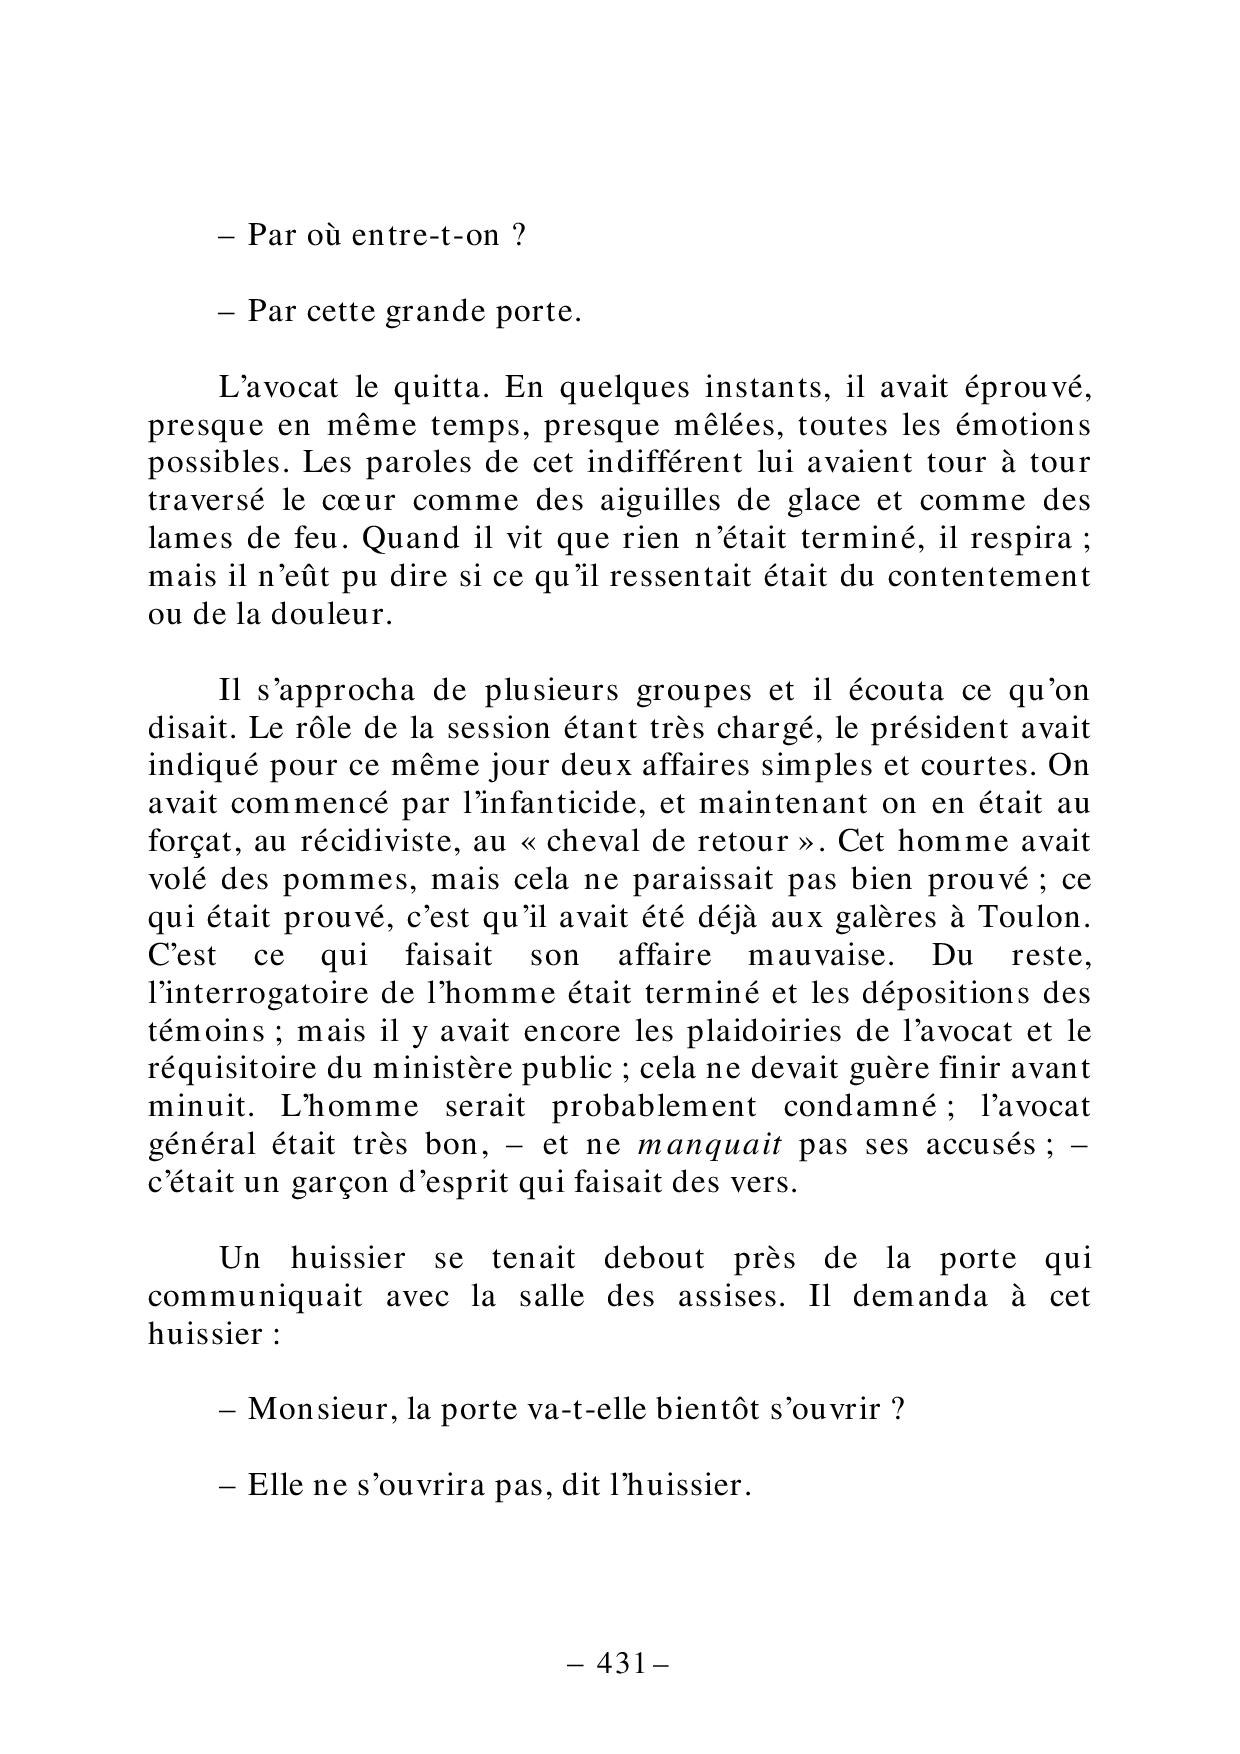 – Par où entre-t-on ?
– Par cette grande porte.
L’avocat le quitta. En quelques instants, il avait éprouvé,
presque en même temps, presque mêlées, toutes les émotions
possibles. Les paroles de cet indifférent lui avaient tour à tour
traversé le cœur comme des aiguilles de glace et comme des
lames de feu. Quand il vit que rien n’était terminé, il respira ;
mais il n’eût pu dire si ce qu’il ressentait était du contentement
ou de la douleur.
Il s’approcha de plusieurs groupes et il écouta ce qu’on
disait. Le rôle de la session étant très chargé, le président avait
indiqué pour ce même jour deux affaires simples et courtes. On
avait commencé par l’infanticide, et maintenant on en était au
forçat, au récidiviste, au « cheval de retour ». Cet homme avait
volé des pommes, mais cela ne paraissait pas bien prouvé ; ce
qui était prouvé, c’est qu’il avait été déjà aux galères à Toulon.
C’est ce qui faisait son affaire mauvaise. Du reste,
l’interrogatoire de l’homme était terminé et les dépositions des
témoins ; mais il y avait encore les plaidoiries de l’avocat et le
réquisitoire du ministère public ; cela ne devait guère finir avant
minuit. L’homme serait probablement condamné ; l’avocat
général était très bon, – et ne manquait pas ses accusés ; –
c’était un garçon d’esprit qui faisait des vers.
Un huissier se tenait debout près de la porte qui
communiquait avec la salle des assises. Il demanda à cet
huissier :
– Monsieur, la porte va-t-elle bientôt s’ouvrir ?
– Elle ne s’ouvrira pas, dit l’huissier.
– 431 –